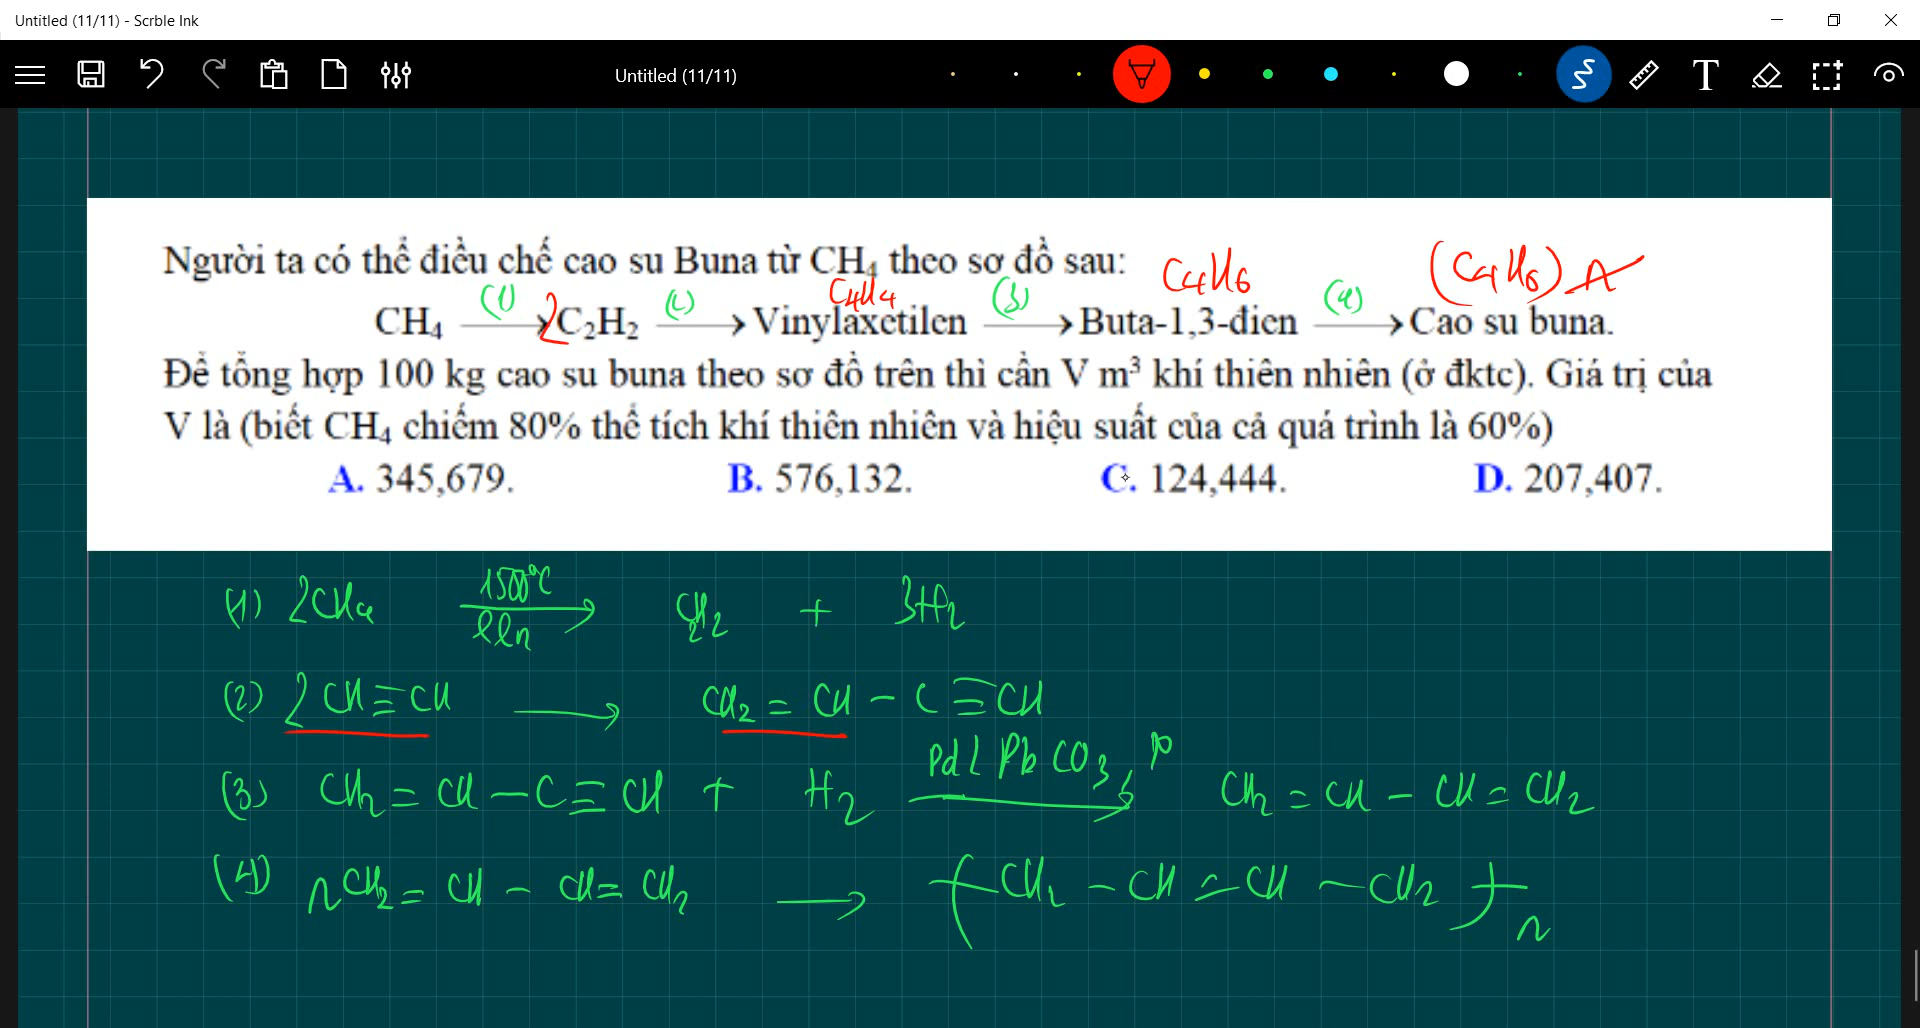 Untitled (11/11) - Scrble Ink
Untitled (11/11)
T
Người ta có thể điều chế cao su Buna từ CH₄ theo sơ đồ sau:
(1) (2) C₄H₄ (3) C₄H₆ (4) (C₄H₆)n
CH₄ → 2C₂H₂ → Vinylaxetilen → Buta-1,3-đien → Cao su buna.
Để tổng hợp 100 kg cao su buna theo sơ đồ trên thì cần V m³ khí thiên nhiên (ở đktc). Giá trị của
V là (biết CH₄ chiếm 80% thể tích khí thiên nhiên và hiệu suất của cả quá trình là 60%)
A. 345,679. B. 576,132. C. 124,444. D. 207,407.
(1) 2CH₄ 1500°C lln → C₂H₂ + 3H₂
(2) 2CH≡CH → CH₂=CH-C≡CH
(3) CH₂=CH-C≡CH + H₂ Pd/PbCO₃, t° → CH₂=CH-CH=CH₂
(4) nCH₂=CH-CH=CH₂ → (CH₂-CH=CH-CH₂)n